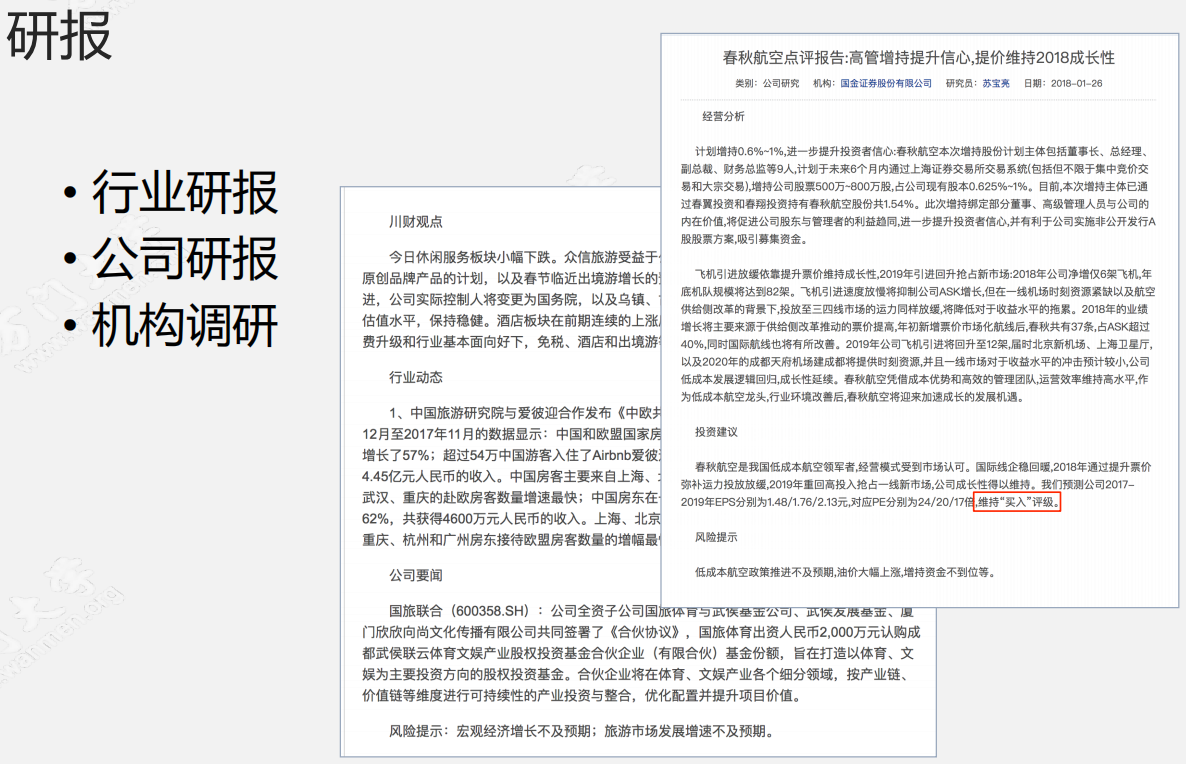 研报
• 行业研报
• 公司研报
• 机构调研
川财观点
今日休闲服务板块小幅下跌。众信旅游受益于
原创品牌产品的计划，以及春节临近出境游增长的
进，公司实际控制人将变更为国务院，以及乌镇、
估值水平，保持稳健。酒店板块在前期连续的上涨
费升级和行业基本面向好下，免税、酒店和出境游
行业动态
1、中国旅游研究院与爱彼迎合作发布《中欧共
12月至2017年11月的数据显示：中国和欧盟国家房
增长了57%；超过54万中国游客入住了Airbnb爱彼
4.45亿元人民币的收入。中国房客主要来自上海、
武汉、重庆的赴欧房客数量增速最快；中国房东在
62%，共获得4600万元人民币的收入。上海、北京
重庆、杭州和广州房东接待欧盟房客数量的增幅最
公司要闻
国旅联合（600358.SH）：公司全资子公司国旅体育与武侯基金公司、武侯发展基金、厦
门欣欣向尚文化传播有限公司共同签署了《合伙协议》，国旅体育出资人民币2,000万元认购成
都武侯联云体育文娱产业股权投资基金合伙企业（有限合伙）基金份额，旨在打造以体育、文
娱为主要投资方向的股权投资基金。合伙企业将在体育、文娱产业各个细分领域，按产业链、
价值链等维度进行可持续性的产业投资与整合，优化配置并提升项目价值。
风险提示：宏观经济增长不及预期；旅游市场发展增速不及预期。
春秋航空点评报告:高管增持提升信心,提价维持2018成长性
类别：公司研究 机构：国金证券股份有限公司 研究员：苏宝亮 日期：2018-01-26
经营分析
计划增持0.6%~1%,进一步提升投资者信心:春秋航空本次增持股份计划主体包括董事长、总经理、
副总裁、财务总监等9人,计划于未来6个月内通过上海证券交易所交易系统(包括但不限于集中竞价交
易和大宗交易),增持公司股票500万~800万股,占公司现有股本0.625%~1%。目前,本次增持主体已通
过春翼投资和春翔投资持有春秋航空股份共1.54%。此次增持绑定部分董事、高级管理人员与公司的
内在价值,将促进公司股东与管理者的利益趋同,进一步提升投资者信心,并有利于公司实施非公开发行A
股股票方案,吸引募集资金。
飞机引进放缓依靠提升票价维持成长性,2019年引进回升抢占新市场:2018年公司净增仅6架飞机,年
底机队规模将达到82架。飞机引进速度放慢将抑制公司ASK增长,但在一线机场时刻资源紧缺以及航空
供给侧改革的背景下,投放至三四线市场的运力同样放缓,将降低对于收益水平的拖累。2018年的业绩
增长将主要来源于供给侧改革推动的票价提高,年初新增票价市场化航线后,春秋共有37条,占ASK超过
40%,同时国际航线也将有所改善。2019年公司飞机引进将回升至12架,届时北京新机场、上海卫星厅,
以及2020年的成都天府机场建成都将提供时刻资源,并且一线市场对于收益水平的冲击预计较小,公司
低成本发展逻辑回归,成长性延续。春秋航空凭借成本优势和高效的管理团队,运营效率维持高水平,作
为低成本航空龙头,行业环境改善后,春秋航空将迎来加速成长的发展机遇。
投资建议
春秋航空是我国低成本航空领军者,经营模式受到市场认可。国际线企稳回暖,2018年通过提升票价
弥补运力投放放缓,2019年重回高投入抢占一线新市场,公司成长性得以维持。我们预测公司2017-
2019年EPS分别为1.48/1.76/2.13元,对应PE分别为24/20/17倍,维持“买入”评级。
风险提示
低成本航空政策推进不及预期,油价大幅上涨,增持资金不到位等。